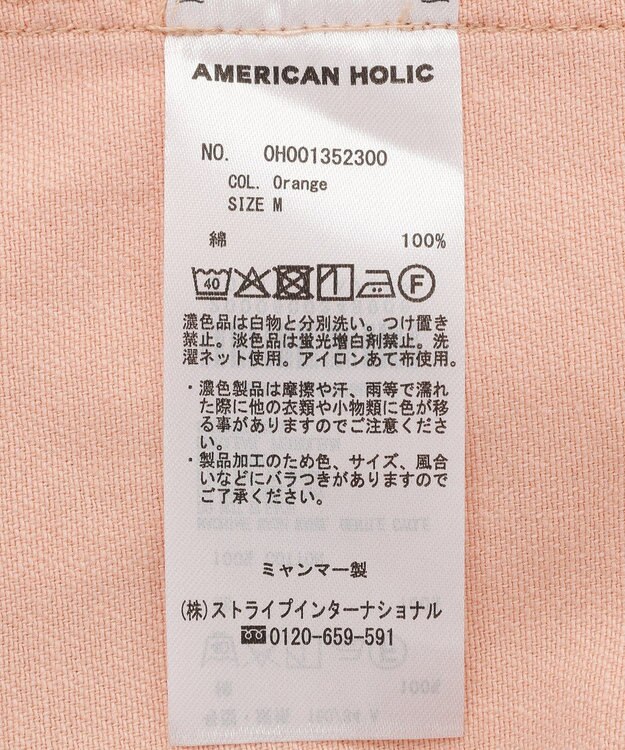 AMERICAN HOLIC
NO. OH001352300
COL. Orange
SIZE M
綿 100%
40 F
濃色品は白物と分別洗い。つけ置き
禁止。淡色品は蛍光増白剤禁止。洗
濯ネット使用。アイロンあて布使用。
・濃色製品は摩擦や汗、雨等で濡れ
た際に他の衣類や小物類に色が移
る事がありますのでご注意くださ
い。
・製品加工のため色、サイズ、風合
いなどにバラつきがありますので
ご了承ください。
ミャンマー製
(株)ストライプインターナショナル
0120-659-591